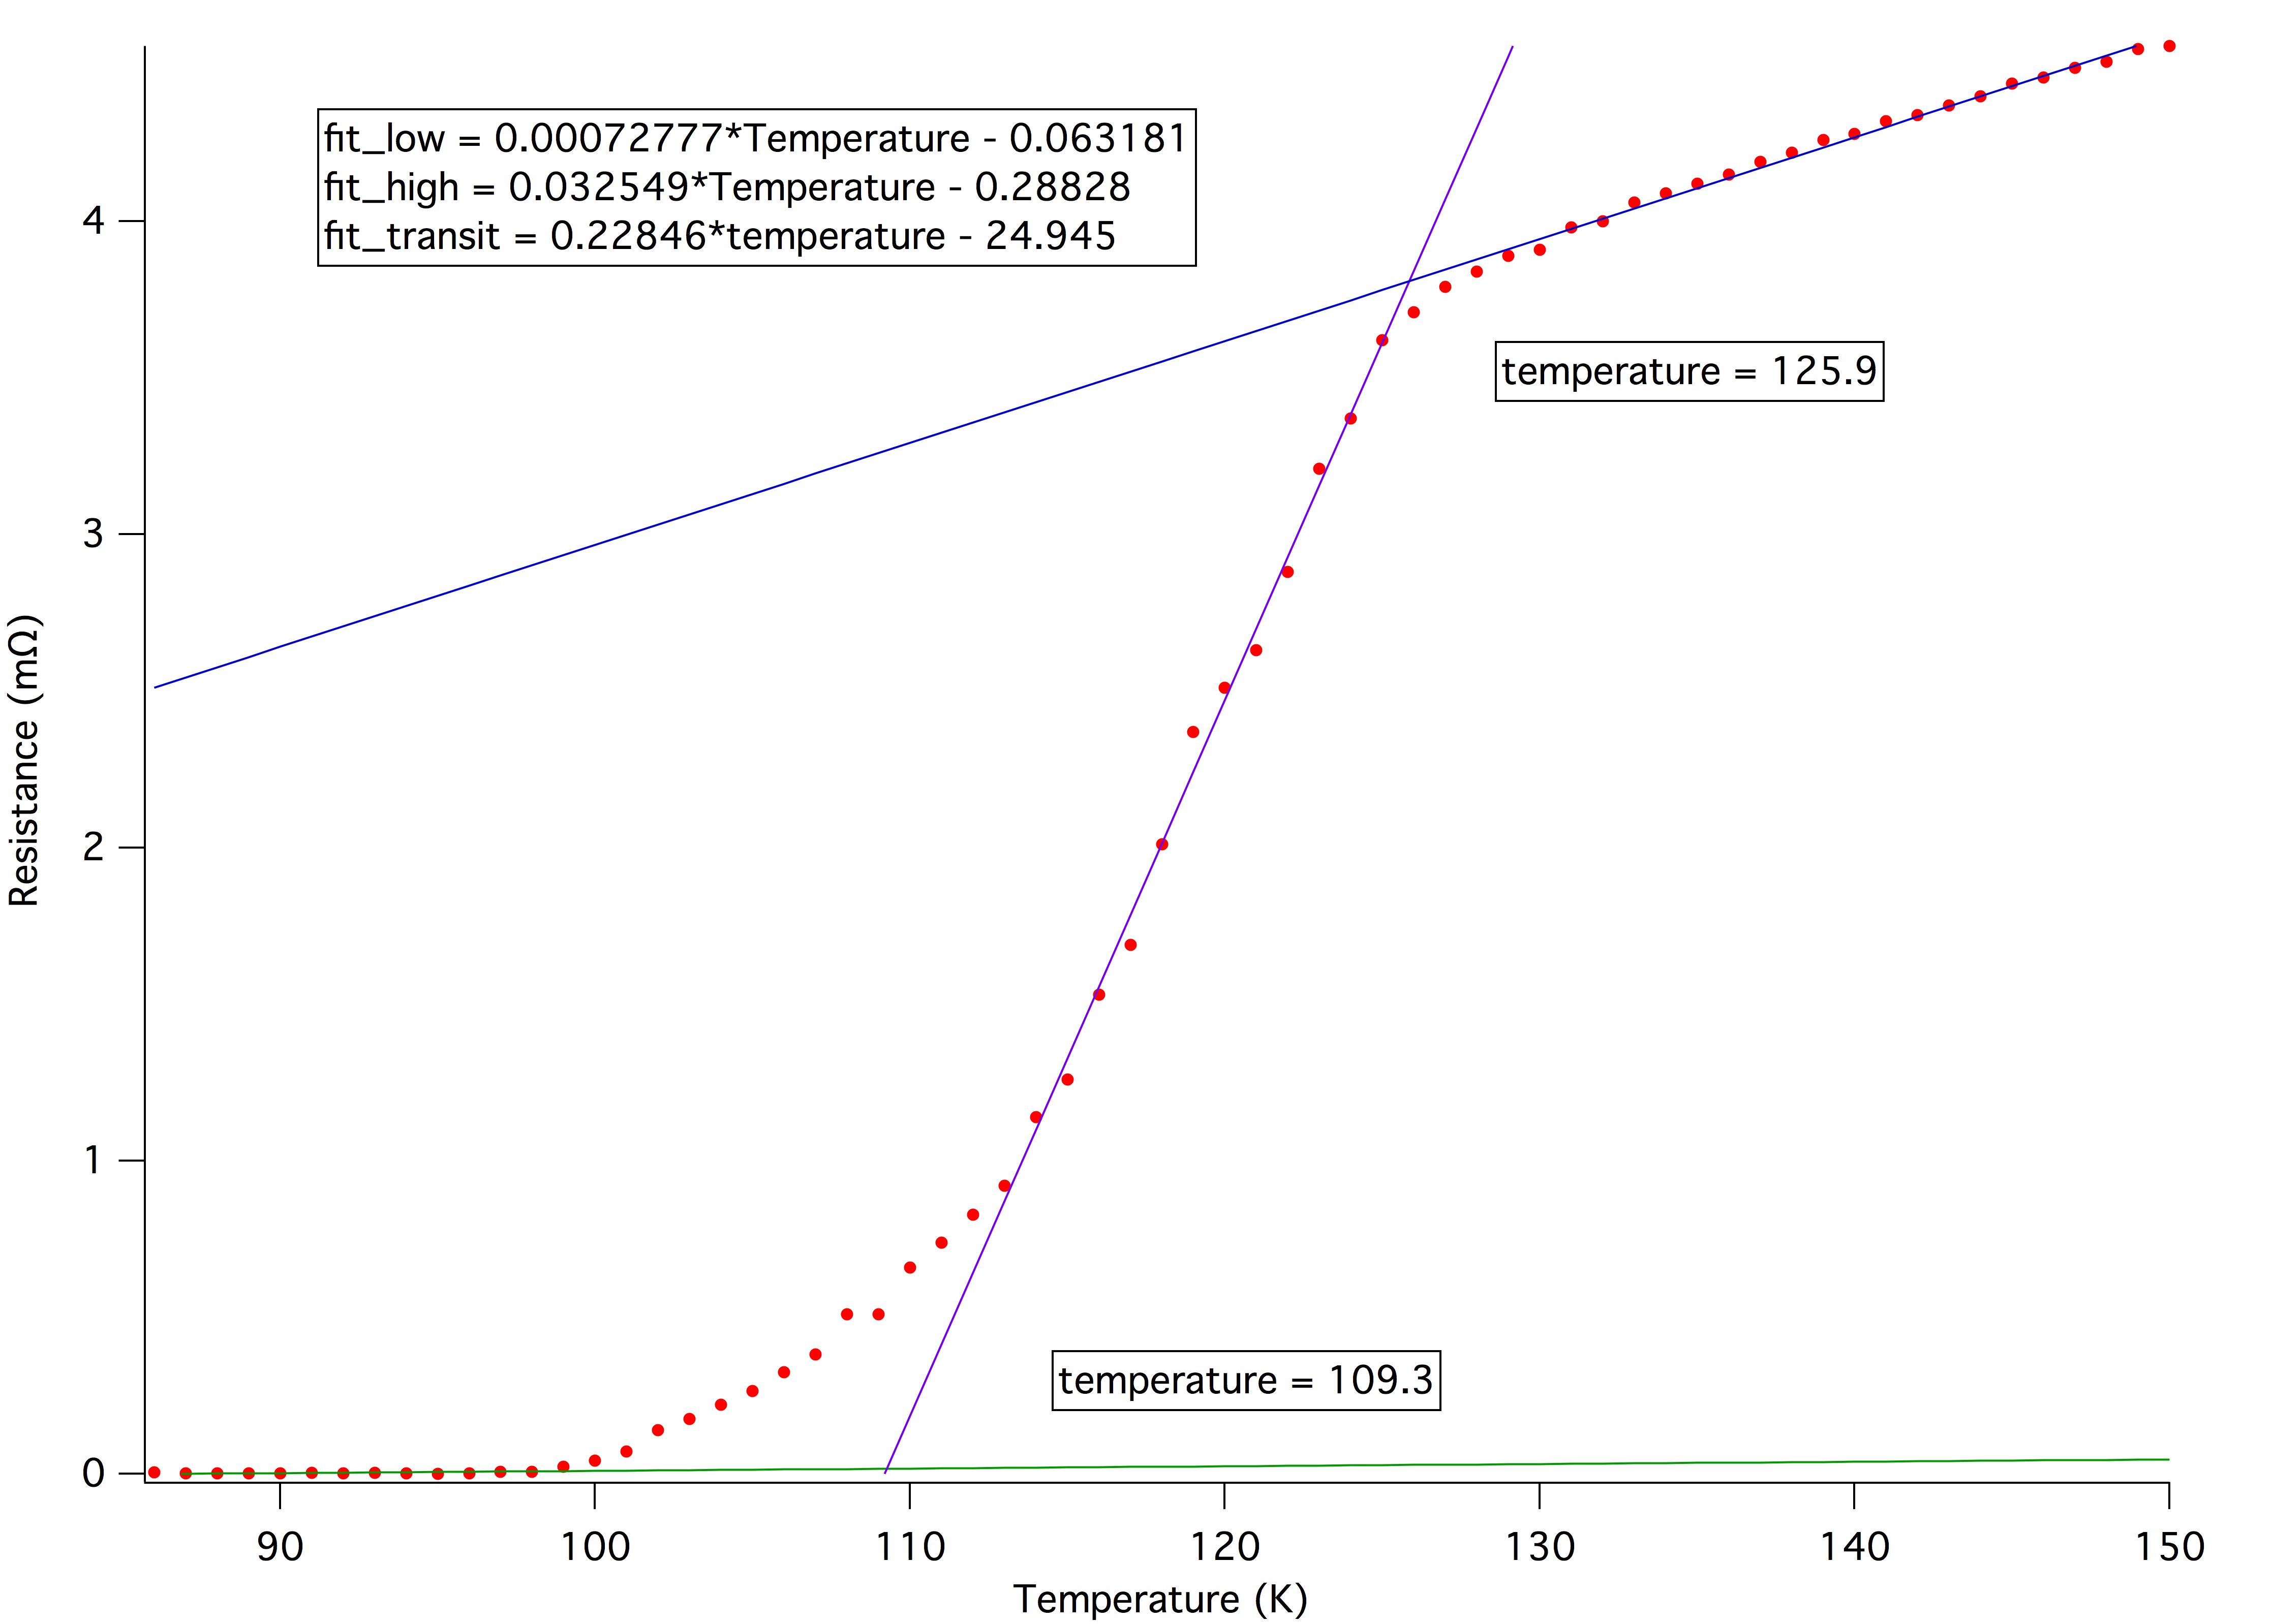 fit_low = 0.00072777*Temperature - 0.063181
fit_high = 0.032549*Temperature - 0.28828
fit_transit = 0.22846*temperature - 24.945
4
temperature = 125.9
3
Resistance (mΩ)
2
1
temperature = 109.3
0
90 100 110 120 130 140 150
Temperature (K)